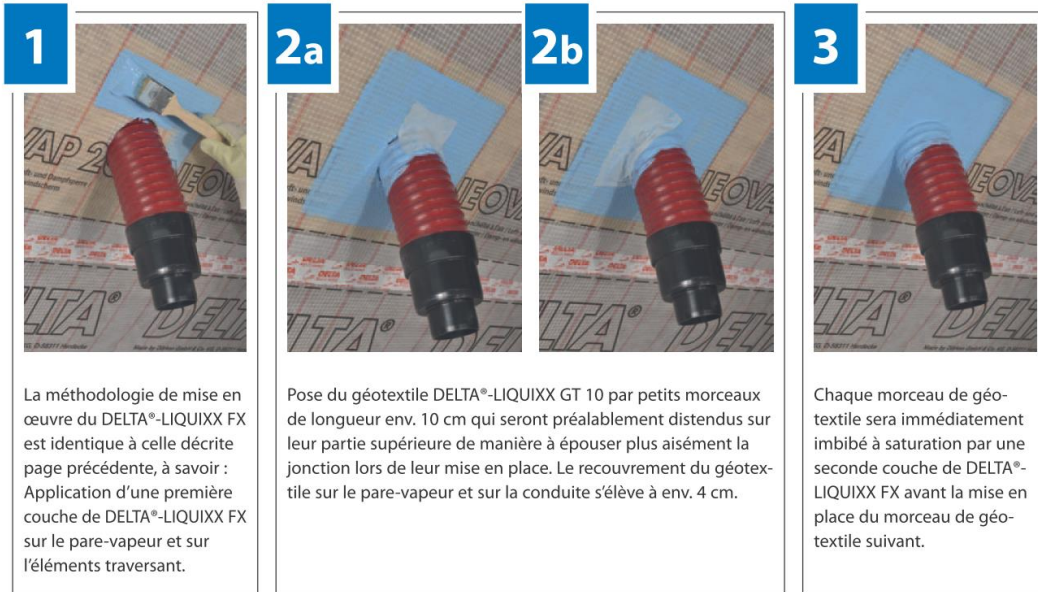 1
VAP 20
NEOVA
DELTA®
DELTA
La méthodologie de mise en
œuvre du DELTA®-LIQUIXX FX
est identique à celle décrite
page précédente, à savoir :
Application d’une première
couche de DELTA®-LIQUIXX FX
sur le pare-vapeur et sur
l’éléments traversant.
2a
2b
Pose du géotextile DELTA®-LIQUIXX GT 10 par petits morceaux
de longueur env. 10 cm qui seront préalablement distendus sur
leur partie supérieure de manière à épouser plus aisément la
jonction lors de leur mise en place. Le recouvrement du géotex-
tile sur le pare-vapeur et sur la conduite s’élève à env. 4 cm.
3
Chaque morceau de géo-
textile sera immédiatement
imbibé à saturation par une
seconde couche de DELTA®-
LIQUIXX FX avant la mise en
place du morceau de géo-
textile suivant.